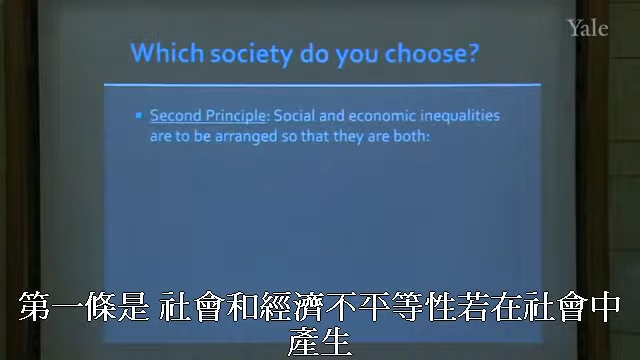 Yale
Which society do you choose?
Second Principle: Social and economic inequalities
are to be arranged so that they are both:
第一條是 社會和經濟不平等性若在社會中
產生